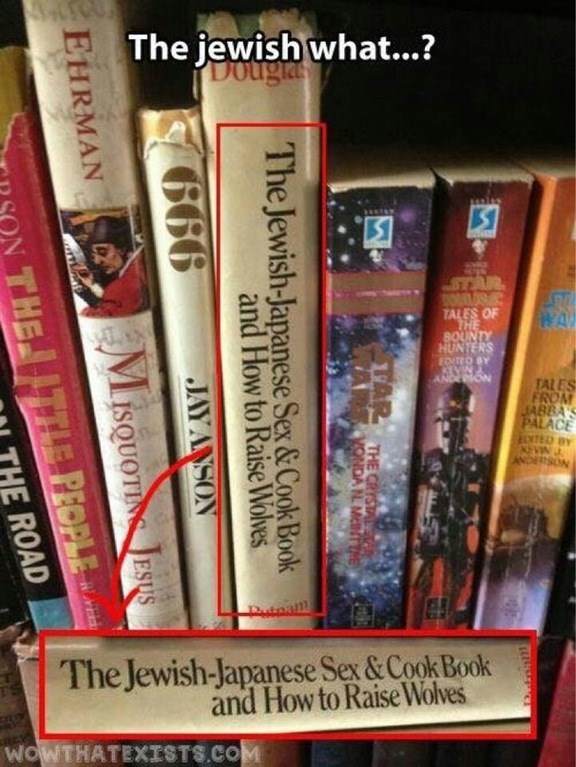 The jewish what...?
Douglas
EHRMAN
MISQUOTING JESUS
THE LITTLE PEOPLE
ON THE ROAD
666
JAY ANSON
The Jewish-Japanese Sex & Cook Book
and How to Raise Wolves
Putnam
STAR
WARS
THE CRYSTAL STAR
VONDA N. MCINTYRE
STAR
WARS
TALES OF
THE
BOUNTY
HUNTERS
EDITED BY
KEVIN J.
ANDERSON
TALES
FROM
JABBA'S
PALACE
EDITED BY
KEVIN J.
ANDERSON
The Jewish-Japanese Sex & Cook Book
and How to Raise Wolves
WOWTHATEXISTS.COM